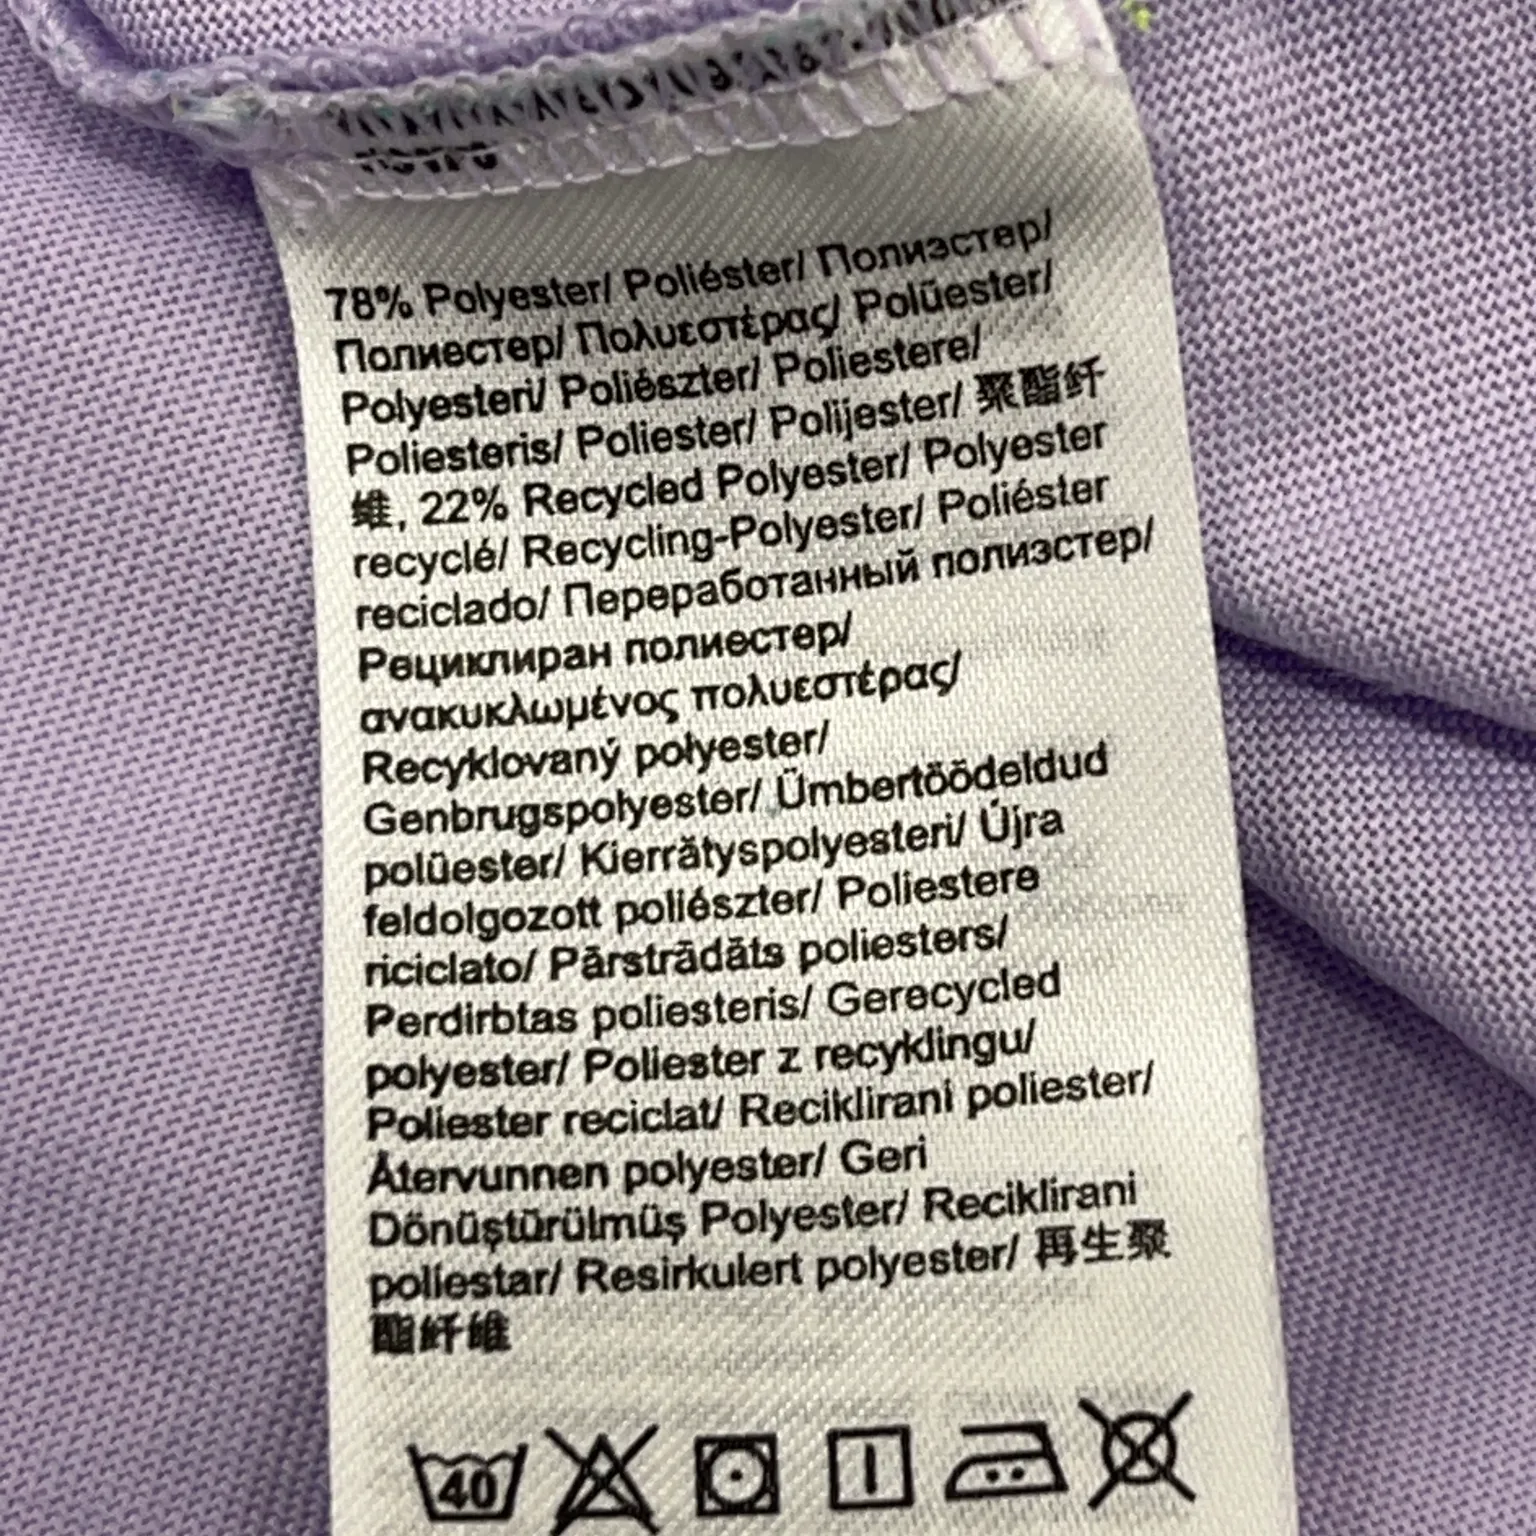 78% Polyester/ Poliéster/ Полиэстер/
Полиестер/ Πολυεστέρας/ Polüester/
Polyesteri/ Poliészter/ Poliestere/
Poliesteris/ Poliester/ Polijester/ 聚酯纤
维, 22% Recycled Polyester/ Polyester
recyclé/ Recycling-Polyester/ Poliéster
reciclado/ Переработанный полиэстер/
Рециклиран полиестер/
ανακυκλωμένος πολυεστέρας/
Recyklovaný polyester/
Genbrugspolyester/ Ümbertöödeldud
polüester/ Kierrätyspolyesteri/ Újra
feldolgozott poliészter/ Poliestere
riciclato/ Pārstrādāts poliesters/
Perdirbtas poliesteris/ Gerecycled
polyester/ Poliester z recyklingu/
Poliester reciclat/ Reciklirani poliester/
Återvunnen polyester/ Geri
Dönüştürülmüş Polyester/ Reciklirani
poliestar/ Resirkulert polyester/ 再生聚
酯纤维
40